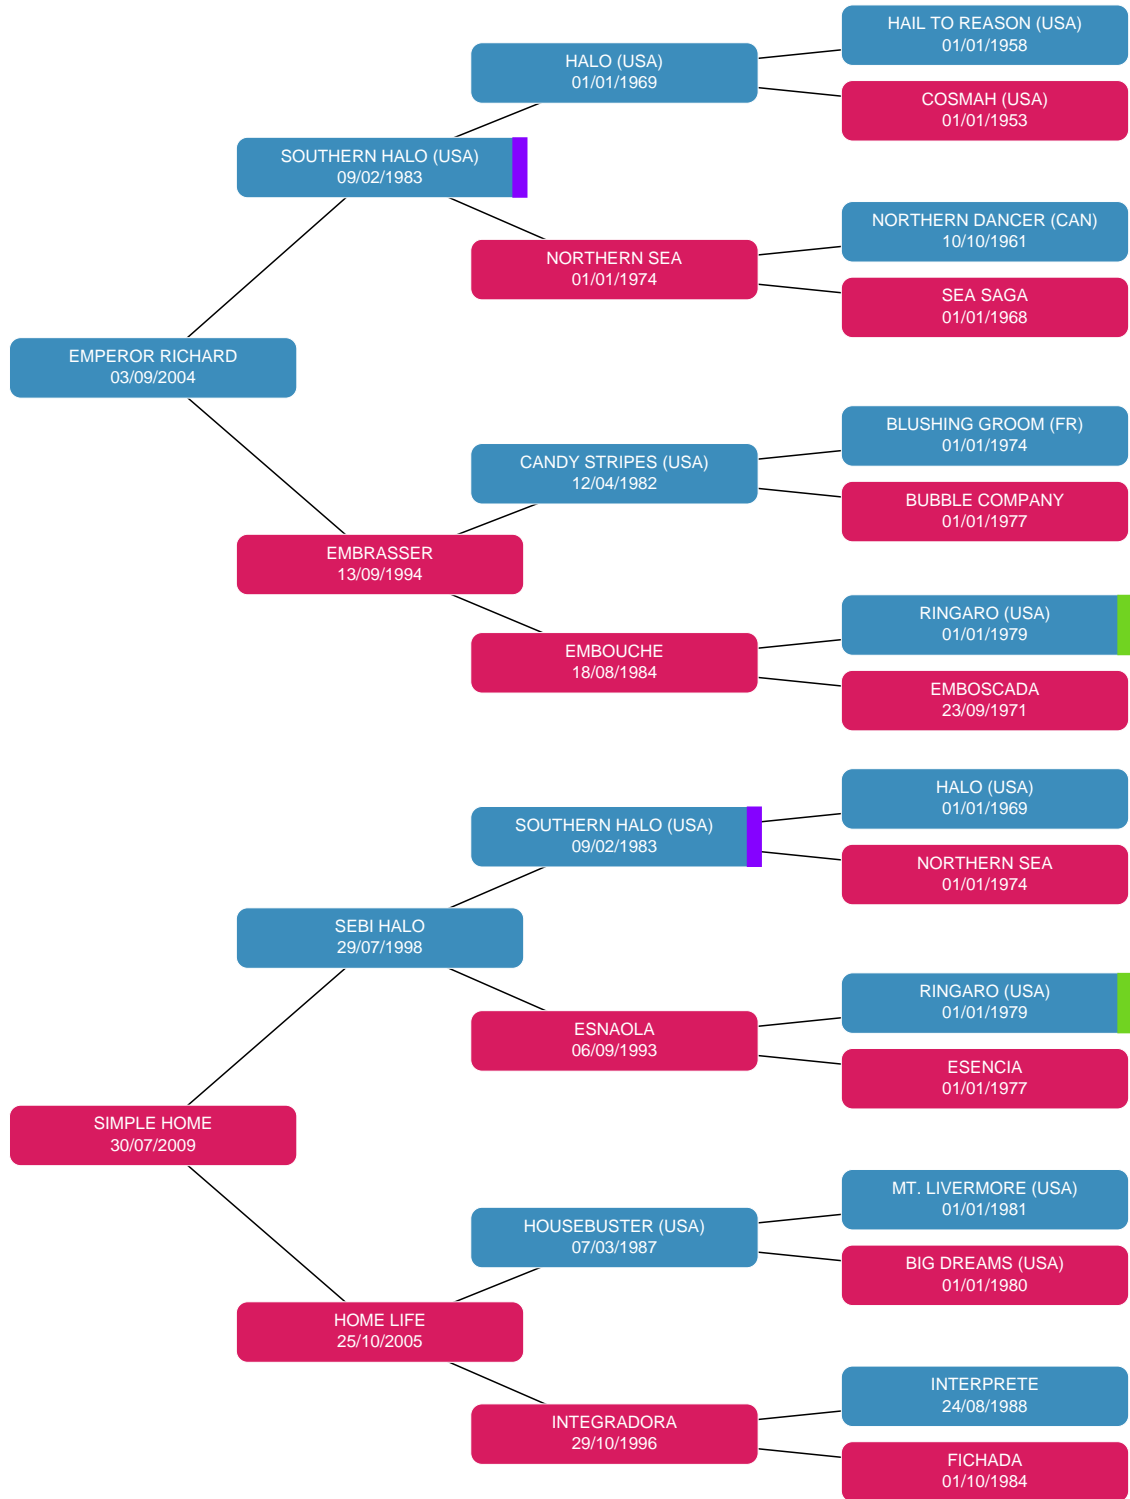 HAIL TO REASON (USA)
01/01/1958
HALO (USA)
01/01/1969
COSMAH (USA)
01/01/1953
SOUTHERN HALO (USA)
09/02/1983
NORTHERN DANCER (CAN)
10/10/1961
NORTHERN SEA
01/01/1974
SEA SAGA
01/01/1968
EMPEROR RICHARD
03/09/2004
BLUSHING GROOM (FR)
01/01/1974
CANDY STRIPES (USA)
12/04/1982
BUBBLE COMPANY
01/01/1977
EMBRASSER
13/09/1994
RINGARO (USA)
01/01/1979
EMBOUCHE
18/08/1984
EMBOSCADA
23/09/1971
HALO (USA)
01/01/1969
SOUTHERN HALO (USA)
09/02/1983
NORTHERN SEA
01/01/1974
SEBI HALO
29/07/1998
RINGARO (USA)
01/01/1979
ESNAOLA
06/09/1993
ESENCIA
01/01/1977
SIMPLE HOME
30/07/2009
MT. LIVERMORE (USA)
01/01/1981
HOUSEBUSTER (USA)
07/03/1987
BIG DREAMS (USA)
01/01/1980
HOME LIFE
25/10/2005
INTERPRETE
24/08/1988
INTEGRADORA
29/10/1996
FICHADA
01/10/1984